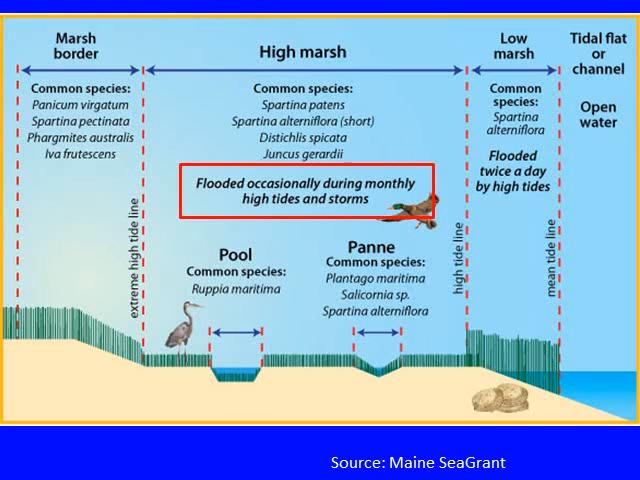 Marsh
border
High marsh
Low
marsh
Tidal flat
or
channel
Open
water
Common species:
Panicum virgatum
Spartina pectinata
Phargmites australis
Iva frutescens
Common species:
Spartina patens
Spartina alterniflora (short)
Distichlis spicata
Juncus gerardii
Flooded occasionally during monthly
high tides and storms
Common
species:
Spartina
alterniflora
Flooded
twice a day
by high tides
extreme high tide line
Pool
Common species:
Ruppia maritima
Panne
Common species:
Plantago maritima
Salicornia sp.
Spartina alterniflora
high tide line
mean tide line
Source: Maine SeaGrant